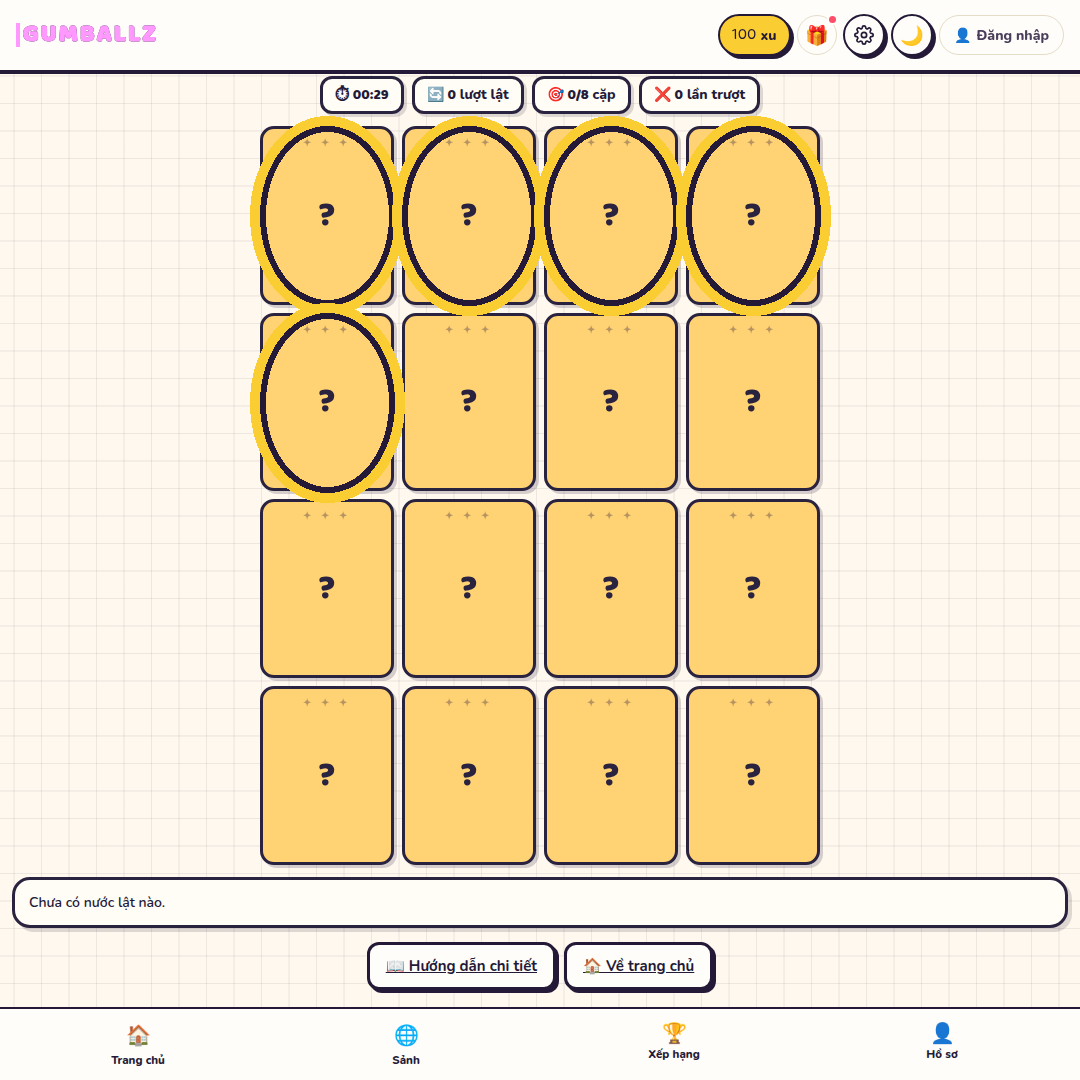 GUMBALLZ
100 xu
Đăng nhập
00:29
0 lượt lật
0/8 cặp
0 lần trượt
? ? ? ?
? ? ? ?
? ? ? ?
? ? ? ?
Chưa có nước lật nào.
Hướng dẫn chi tiết
Về trang chủ
Trang chủ
Sảnh
Xếp hạng
Hồ sơ